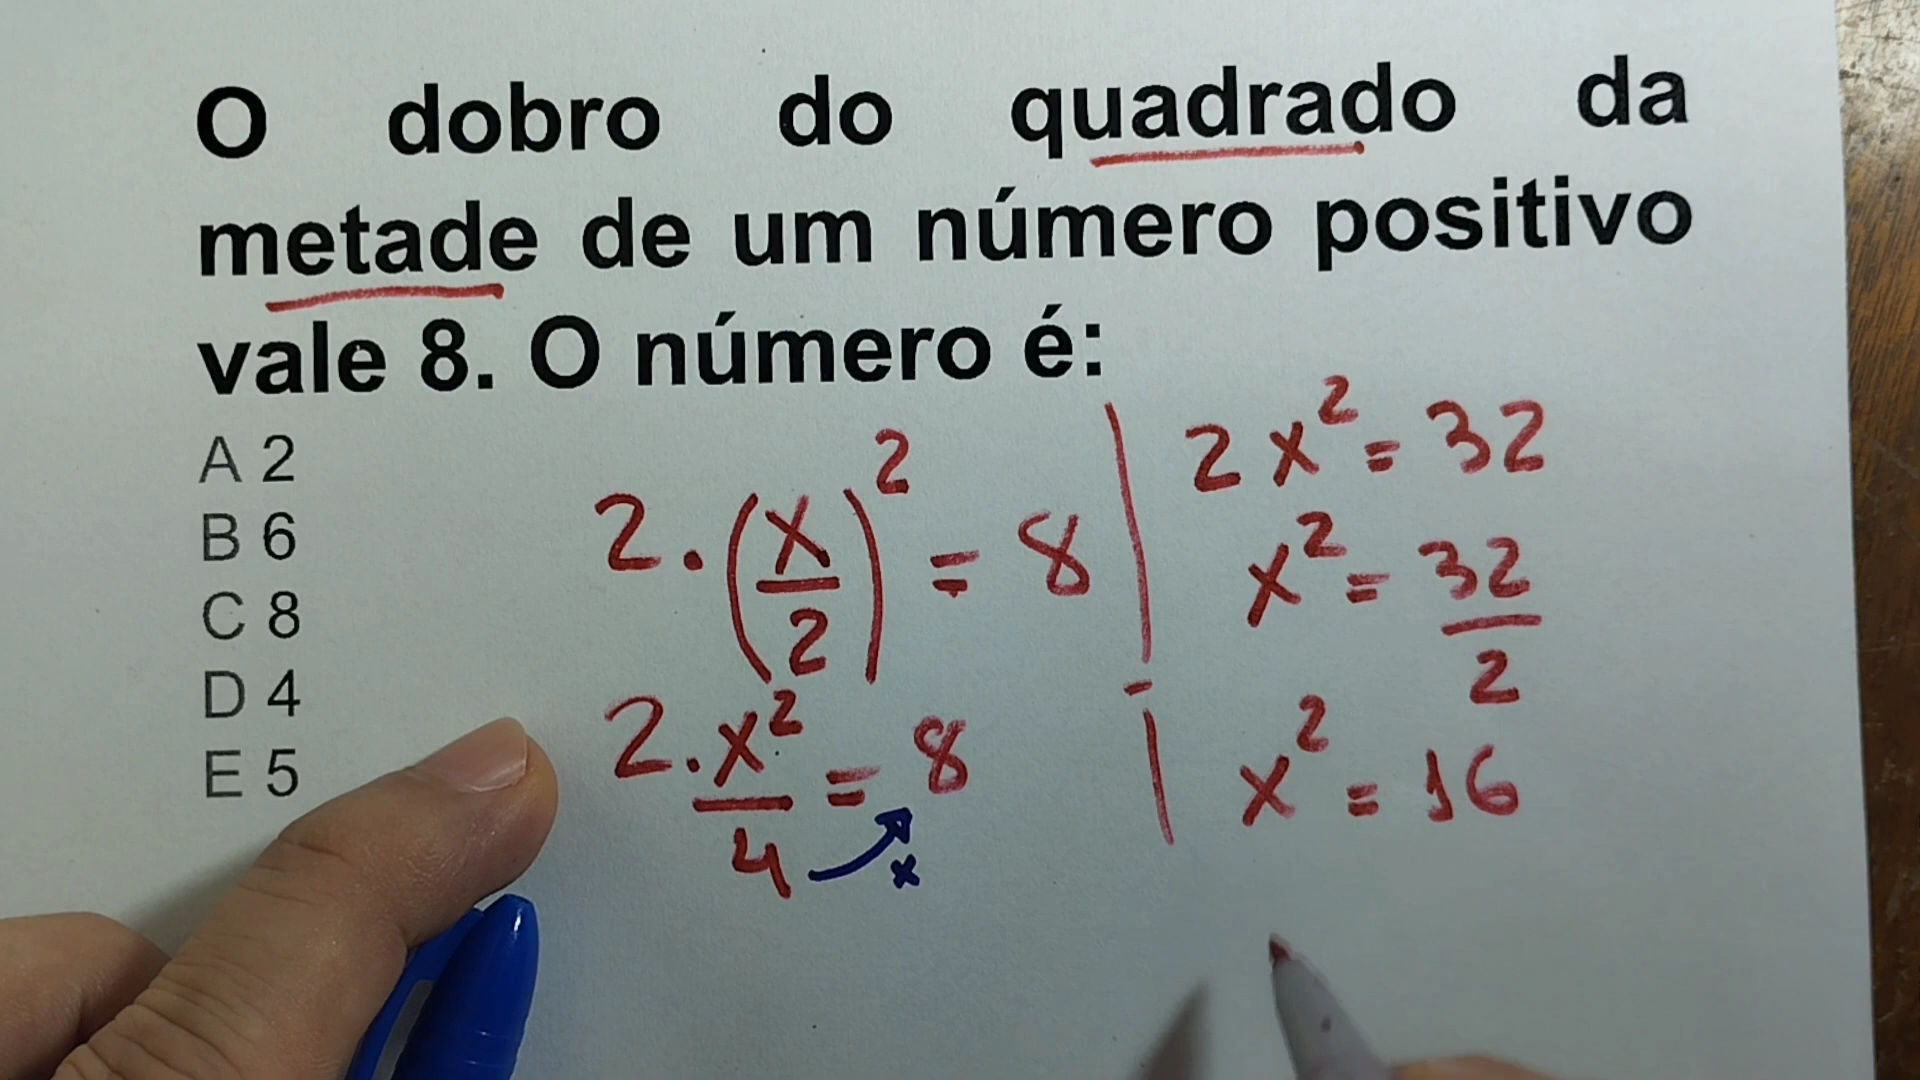 O dobro do quadrado da
metade de um número positivo
vale 8. O número é:
A 2
B 6
C 8
D 4
E 5
2.(x/2)² = 8
2.x²/4 = 8
x
2x² = 32
x² = 32/2
x² = 16